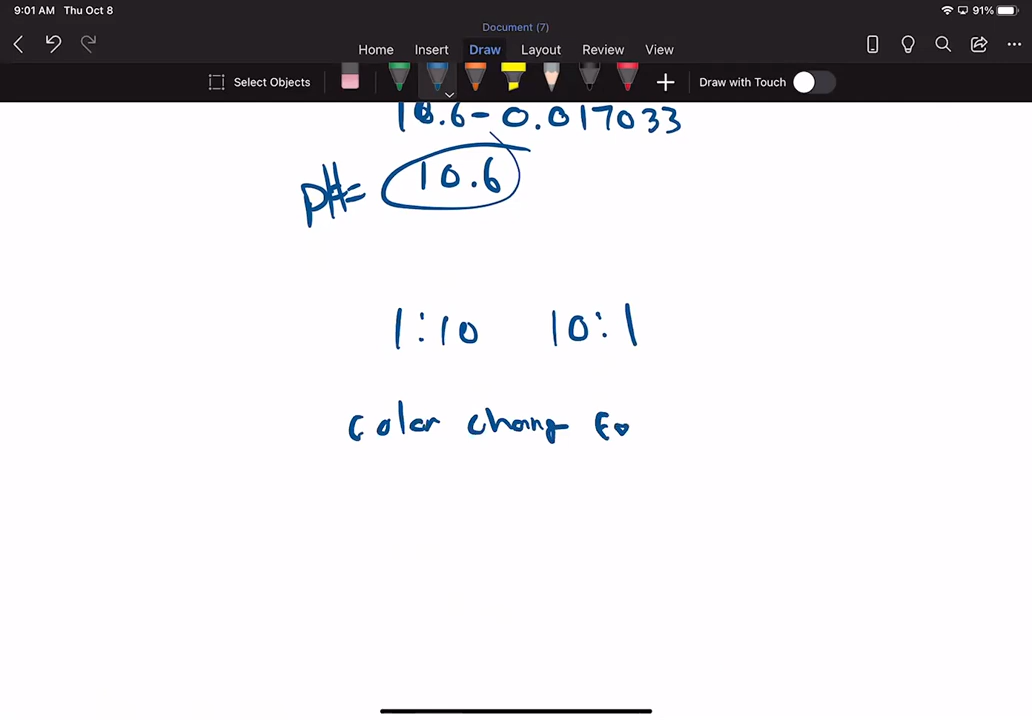 9:01 AM Thu Oct 8 91%
Document (7)
Home Insert Draw Layout Review View
Select Objects Draw with Touch
10.6-0.017033
pH= 10.6
1:10 10:1
color change